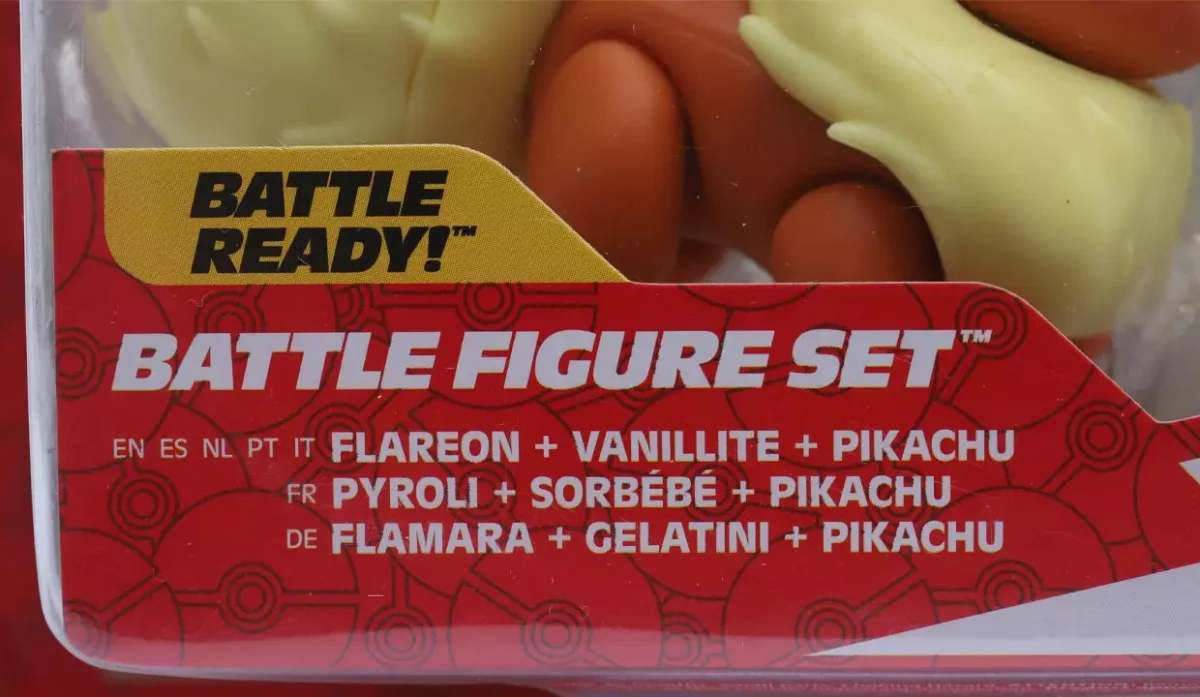 BATTLE
READY!™
BATTLE FIGURE SET™
EN ES NL PT IT FLAREON + VANILLITE + PIKACHU
FR PYROLI + SORBÉBÉ + PIKACHU
DE FLAMARA + GELATINI + PIKACHU